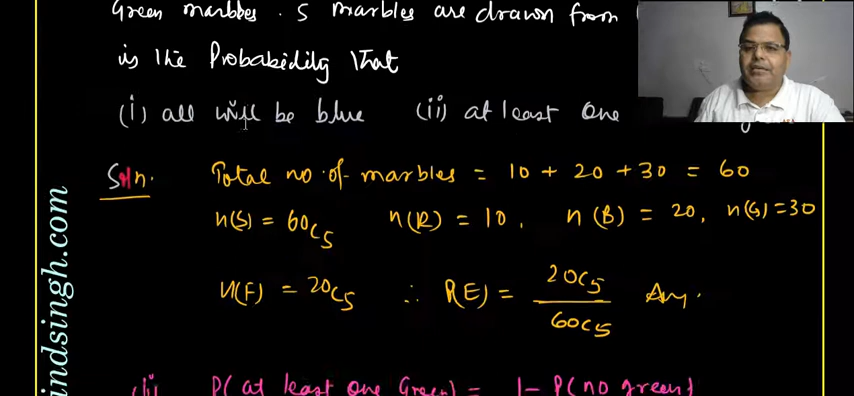 Green marbles. 5 marbles are drawn from
is the Probability that
(i) all will be blue (ii) at least one
Soln. Total no. of marbles = 10 + 20 + 30 = 60
n(S) = 60C5 n(R) = 10, n(B) = 20, n(G) = 30
n(E) = 20C5 ∴ P(E) = 20C5 / 60C5 Ans.
(ii) P(at least one Green) = 1 - P(no green)
indsingh.com